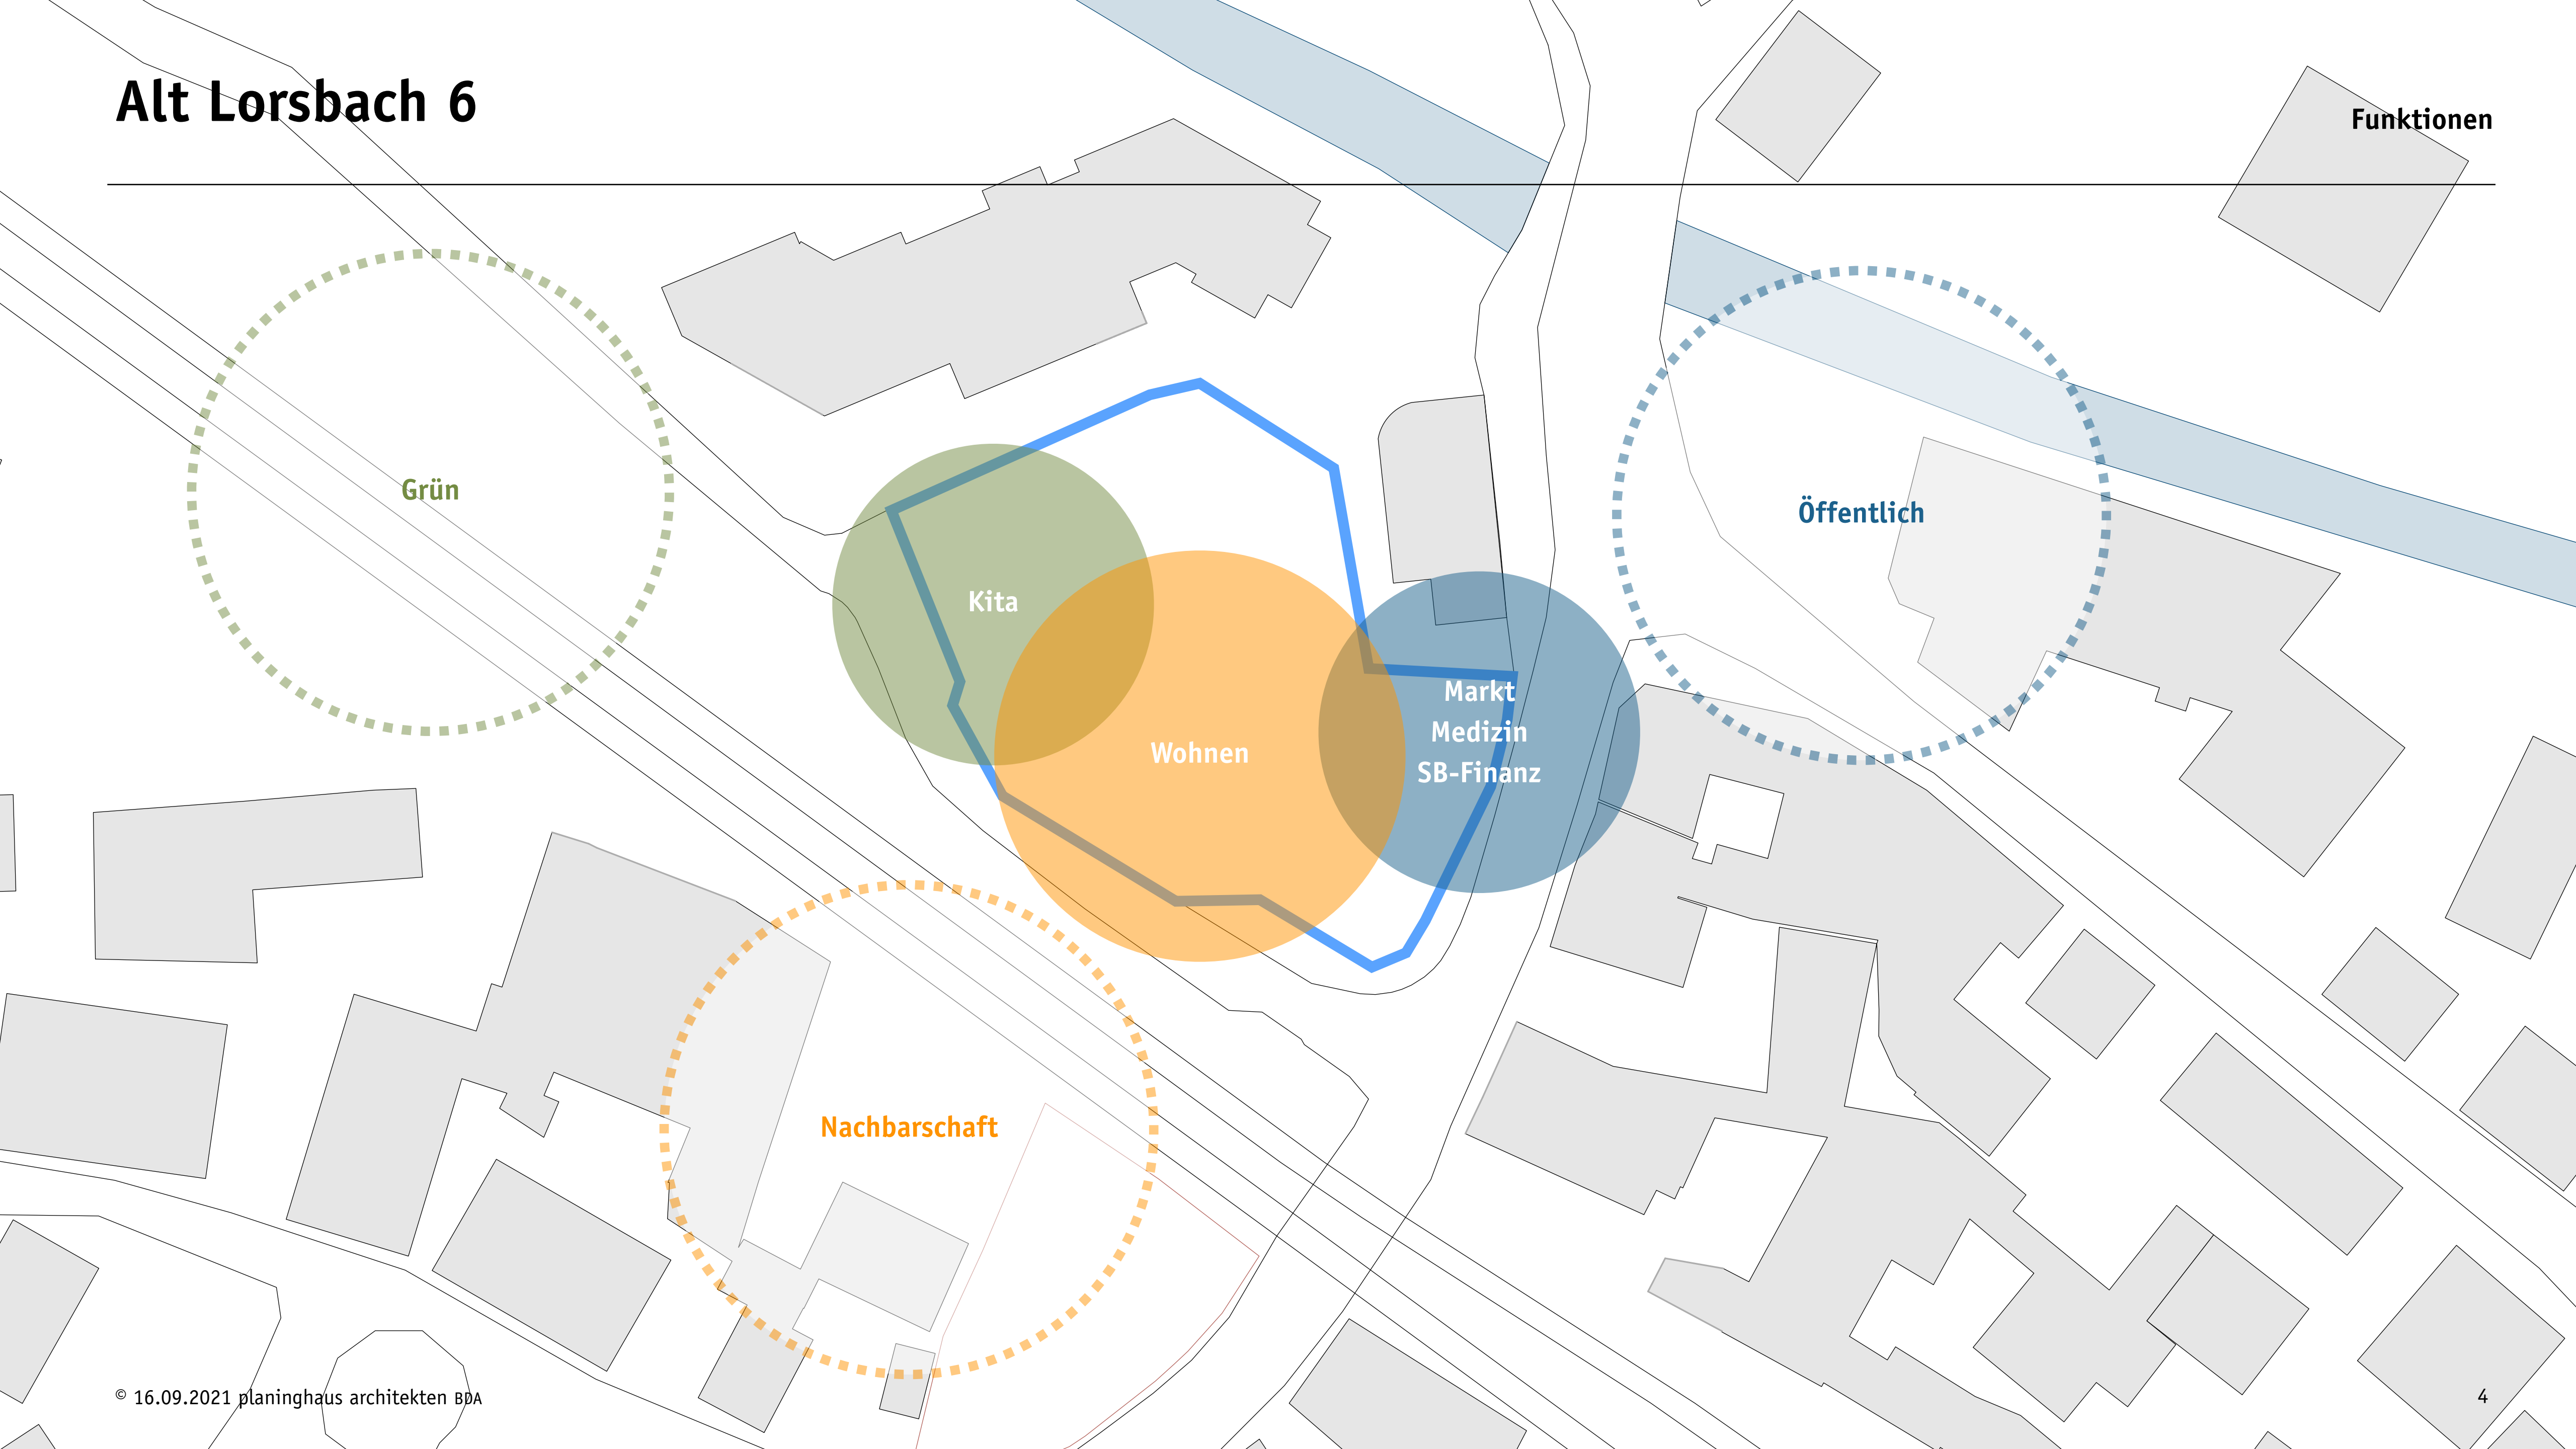 Alt Lorsbach 6
Funktionen
Grün
Öffentlich
Kita
Wohnen
Markt
Medizin
SB-Finanz
Nachbarschaft
© 16.09.2021 planinghaus architekten BDA
4